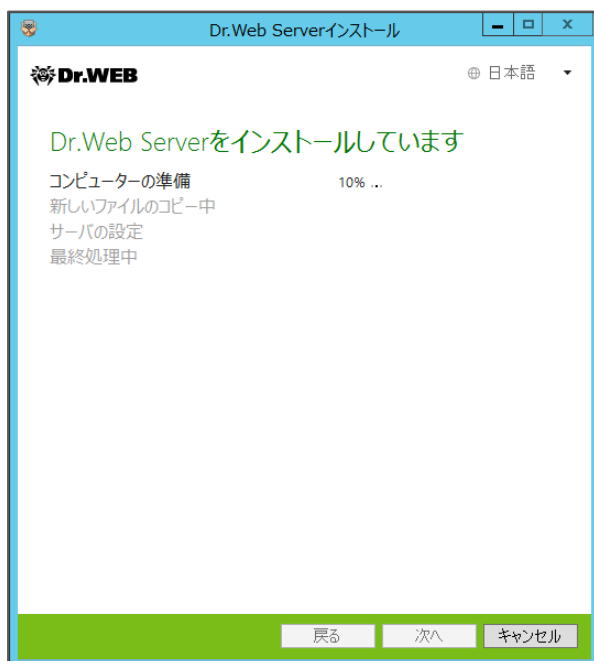 Dr.Web Serverインストール
Dr.WEB
日本語
Dr.Web Serverをインストールしています
コンピューターの準備 10% ...
新しいファイルのコピー中
サーバの設定
最終処理中
戻る 次へ キャンセル